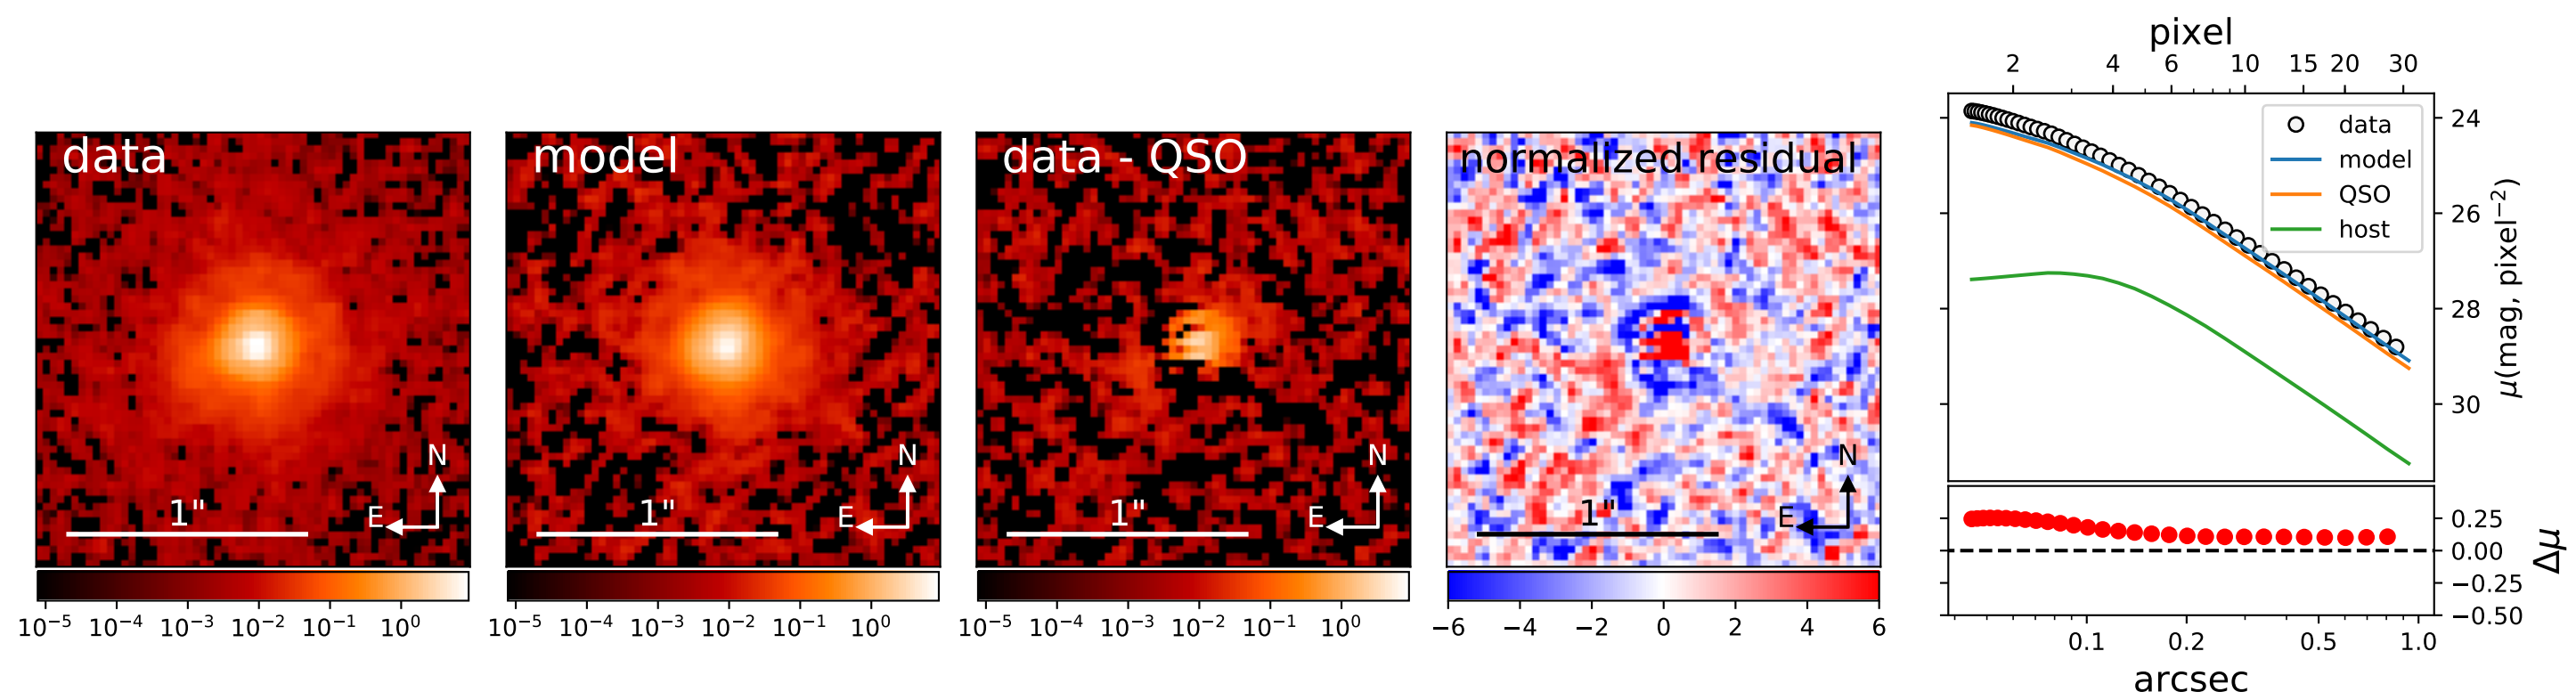 data
1"
N
E
10⁻⁵ 10⁻⁴ 10⁻³ 10⁻² 10⁻¹ 10⁰
model
1"
N
E
10⁻⁵ 10⁻⁴ 10⁻³ 10⁻² 10⁻¹ 10⁰
data - QSO
1"
N
E
10⁻⁵ 10⁻⁴ 10⁻³ 10⁻² 10⁻¹ 10⁰
normalized residual
1"
N
E
−6 −4 −2 0 2 4 6
pixel
2 4 6 10 15 20 30
data
model
QSO
host
24
26
28
30
μ(mag, pixel⁻²)
0.25
0.00
−0.25
−0.50
Δμ
0.1 0.2 0.5 1.0
arcsec